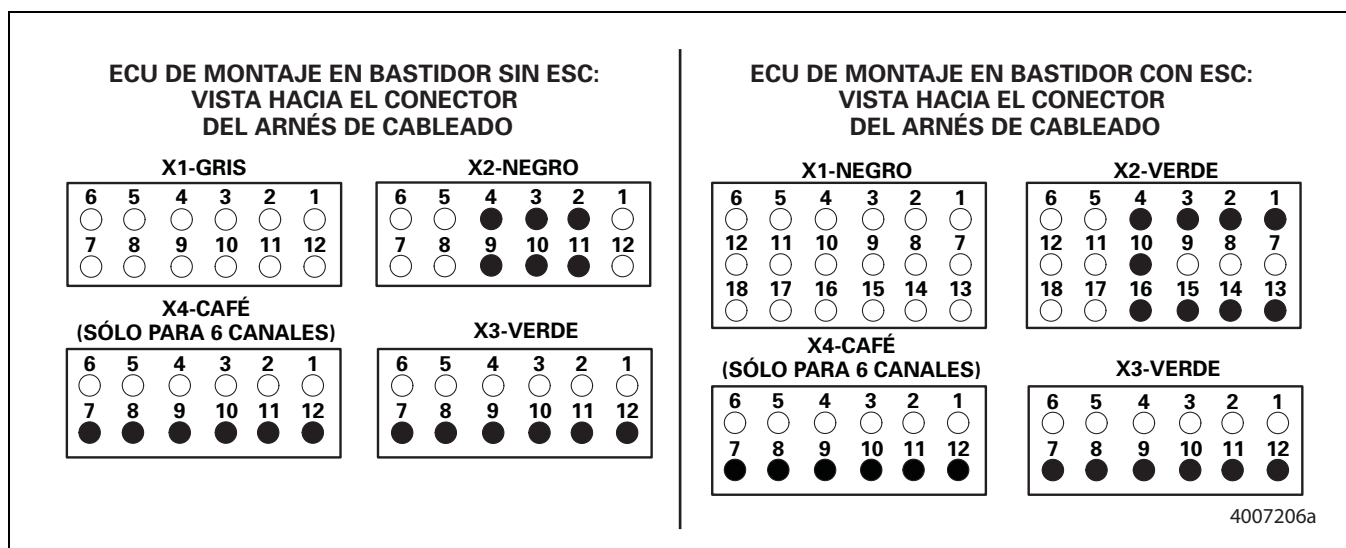 ECU DE MONTAJE EN BASTIDOR SIN ESC:
VISTA HACIA EL CONECTOR
DEL ARNÉS DE CABLEADO
X1-GRIS
6 5 4 3 2 1
7 8 9 10 11 12
X2-NEGRO
6 5 4 3 2 1
7 8 9 10 11 12
X4-CAFÉ
(SÓLO PARA 6 CANALES)
6 5 4 3 2 1
7 8 9 10 11 12
X3-VERDE
6 5 4 3 2 1
7 8 9 10 11 12
ECU DE MONTAJE EN BASTIDOR CON ESC:
VISTA HACIA EL CONECTOR
DEL ARNÉS DE CABLEADO
X1-NEGRO
6 5 4 3 2 1
12 11 10 9 8 7
18 17 16 15 14 13
X2-VERDE
6 5 4 3 2 1
12 11 10 9 8 7
18 17 16 15 14 13
X4-CAFÉ
(SÓLO PARA 6 CANALES)
6 5 4 3 2 1
7 8 9 10 11 12
X3-VERDE
6 5 4 3 2 1
7 8 9 10 11 12
4007206a